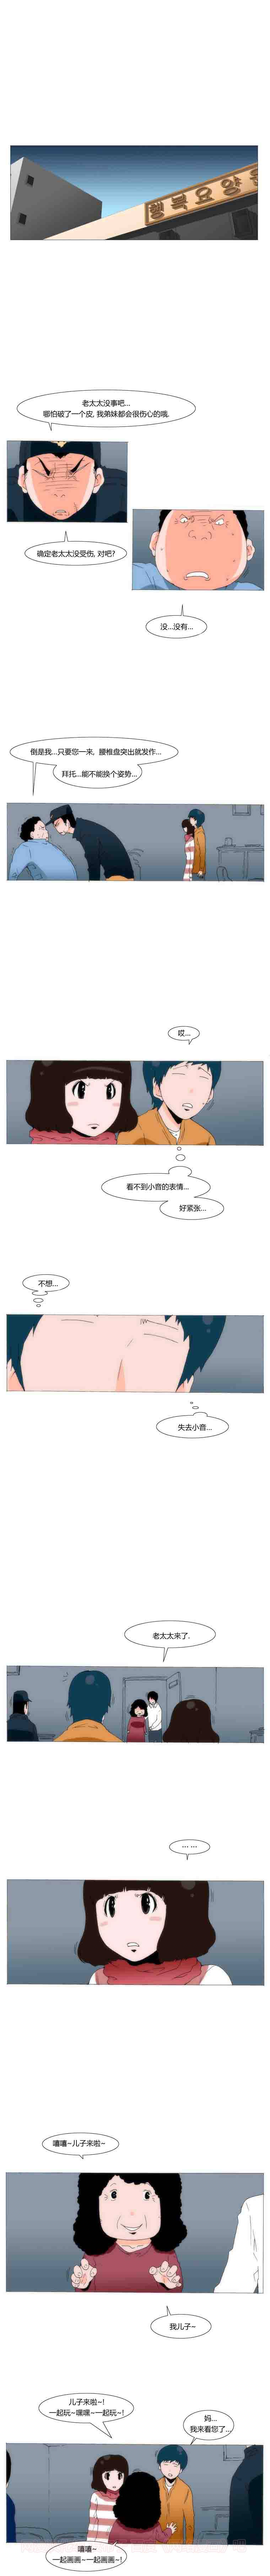 행복요양원
老太太没事吧...
哪怕破了一个皮, 我弟妹都会很伤心的哦.
确定老太太没受伤, 对吧?
没...没有...
倒是我...只要您一来, 腰椎盘突出就发作...
拜托...能不能换个姿势...
哎...
看不到小音的表情...
好紧张...
不想...
失去小音...
老太太来了.
... ...
嘻嘻~儿子来啦~
我儿子~
儿子来啦~!
一起玩~嘿嘿~一起玩~!
妈...
我来看您了...
嘻嘻~
一起画画~一起画画~!